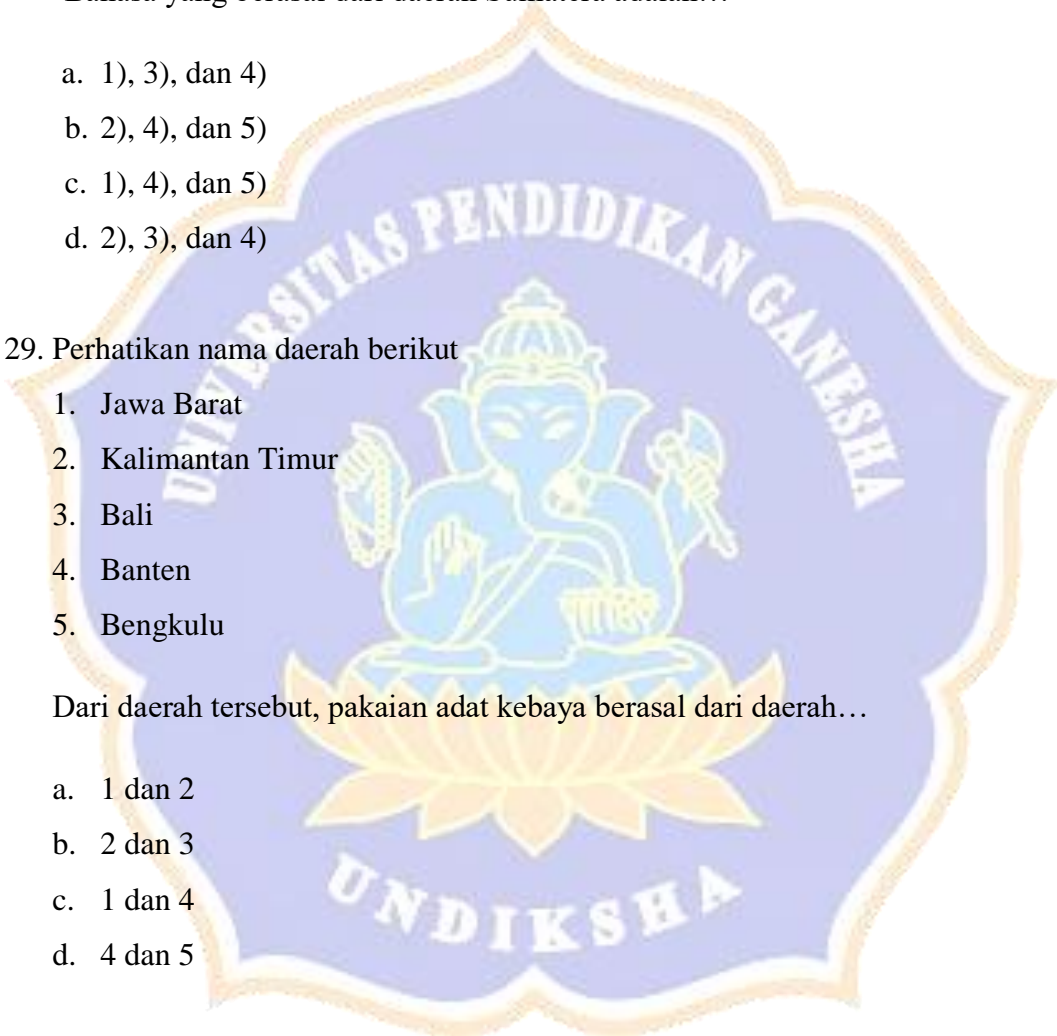 a. 1), 3), dan 4)
b. 2), 4), dan 5)
c. 1), 4), dan 5)
d. 2), 3), dan 4)
UNIVERSITAS PENDIDIKAN GANESHA
29. Perhatikan nama daerah berikut
1. Jawa Barat
2. Kalimantan Timur
3. Bali
4. Banten
5. Bengkulu
Dari daerah tersebut, pakaian adat kebaya berasal dari daerah…
a. 1 dan 2
b. 2 dan 3
c. 1 dan 4
d. 4 dan 5
UNDIKSHA